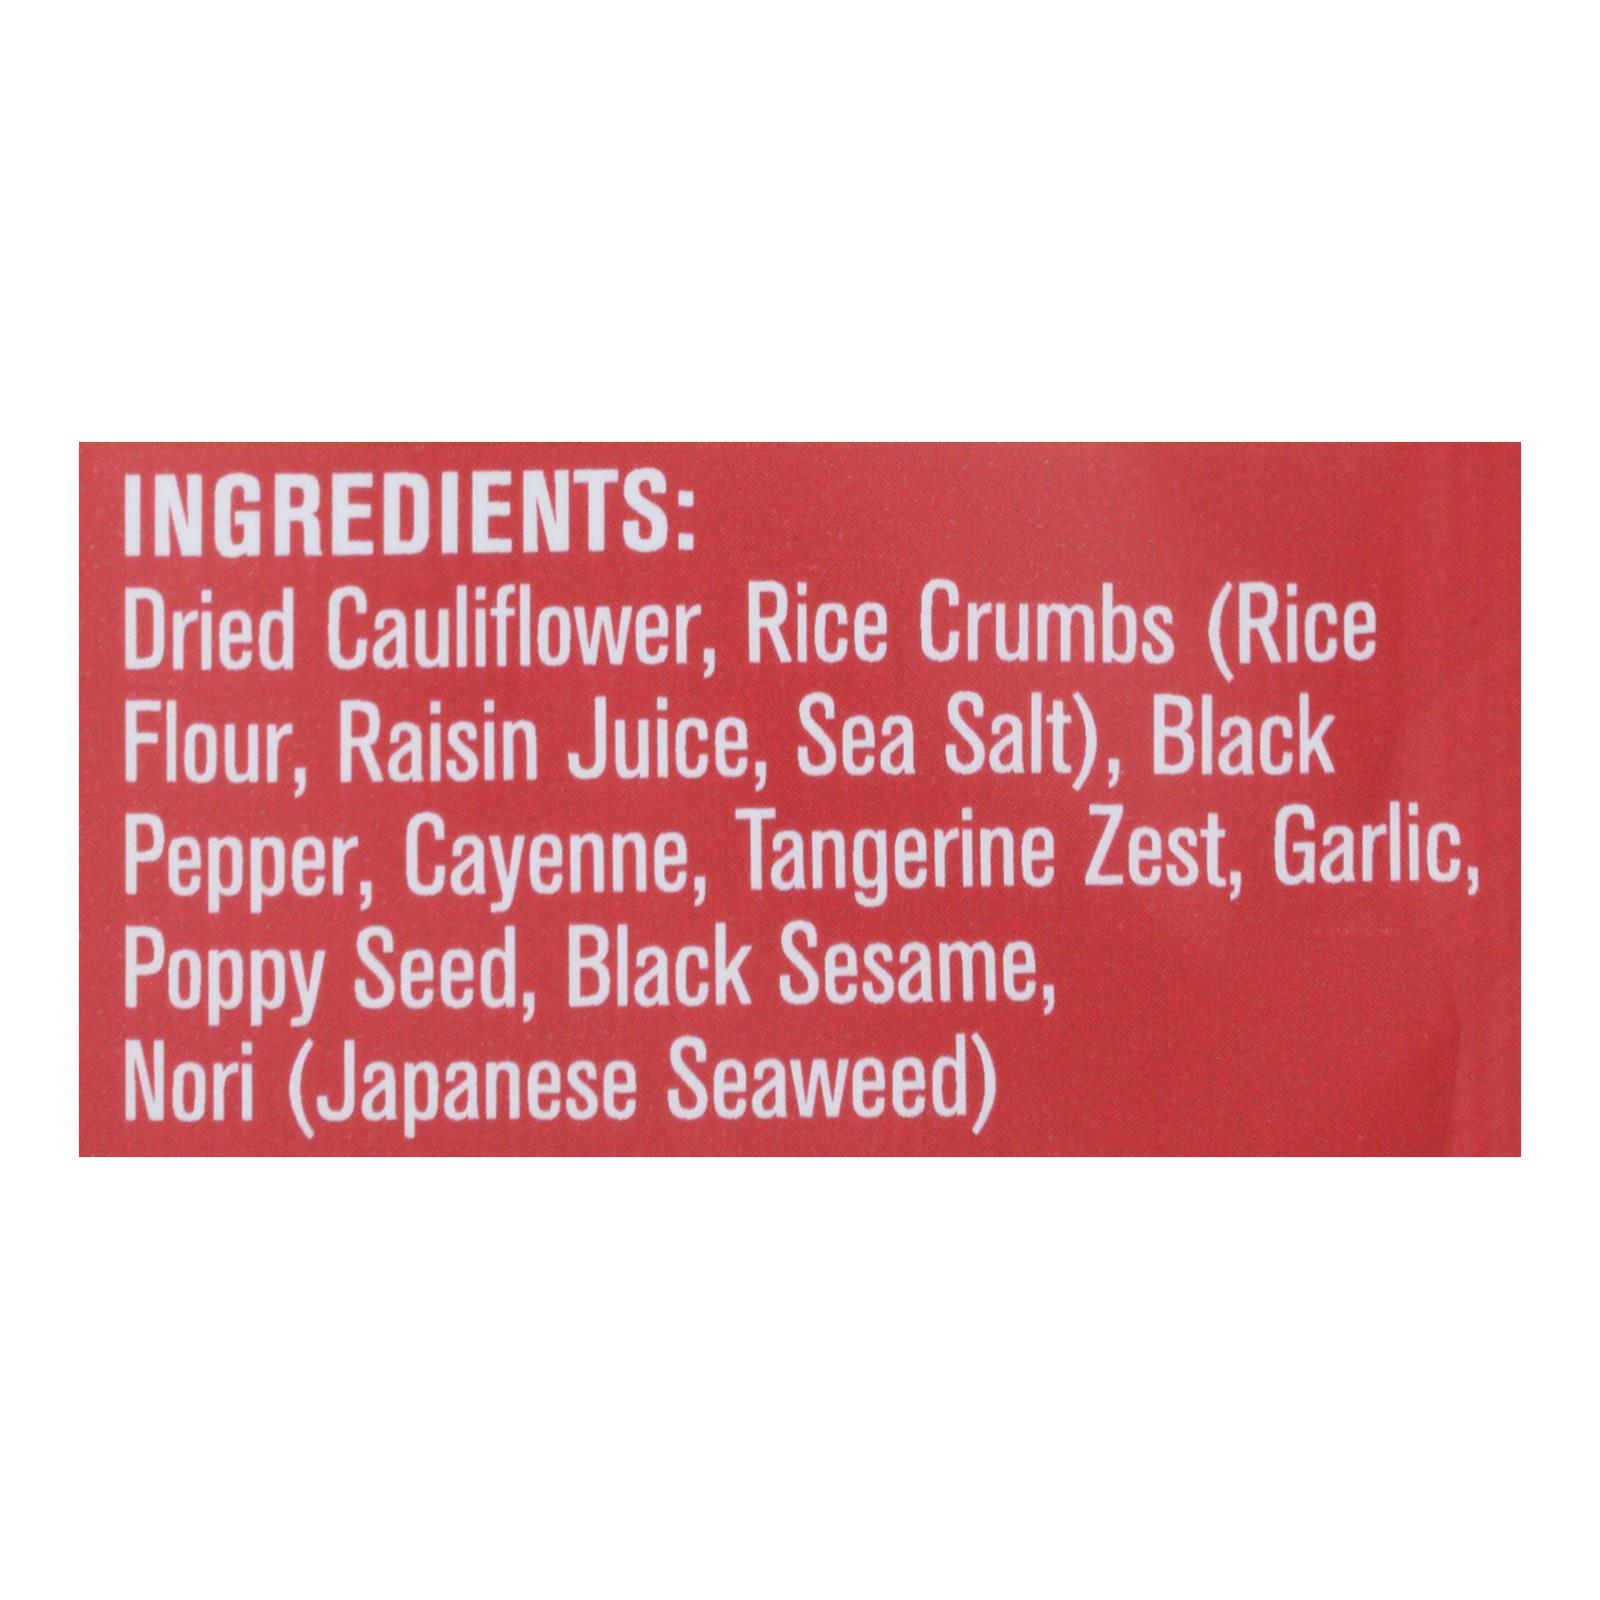 INGREDIENTS:
Dried Cauliflower, Rice Crumbs (Rice
Flour, Raisin Juice, Sea Salt), Black
Pepper, Cayenne, Tangerine Zest, Garlic,
Poppy Seed, Black Sesame,
Nori (Japanese Seaweed)